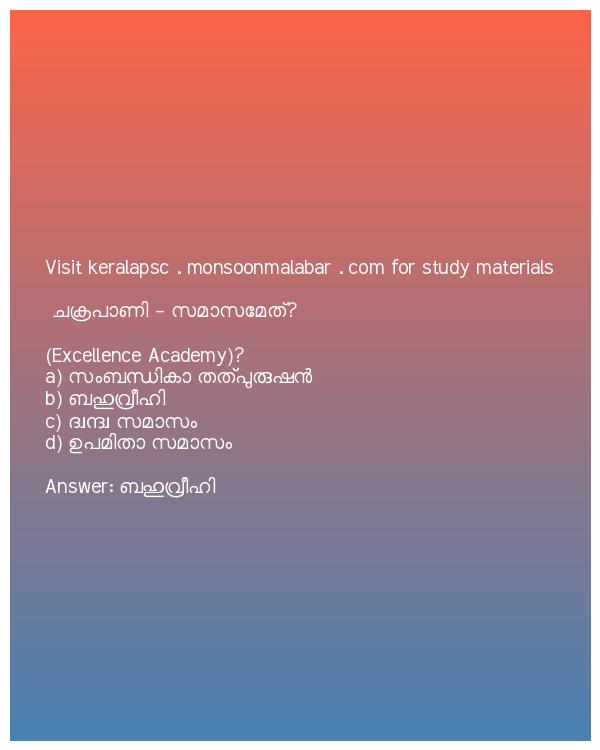 Visit keralapsc . monsoonmalabar . com for study materials
ചക്രപാണി – സമാസമേത്?
(Excellence Academy)?
a) സംബന്ധികാ തത്പുരുഷൻ
b) ബഹുവ്രീഹി
c) ദ്വന്ദ്വ സമാസം
d) ഉപമിതാ സമാസം
Answer: ബഹുവ്രീഹി